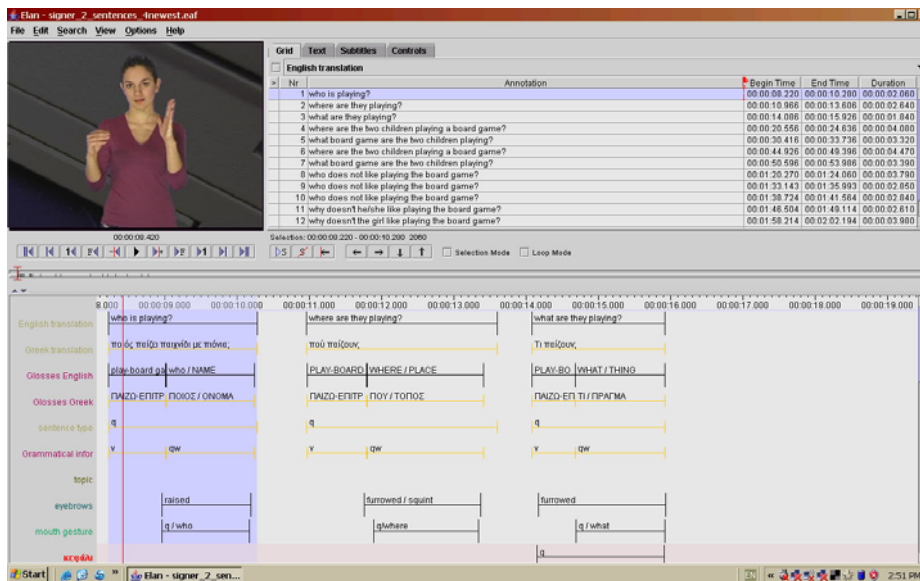 Elan - signer_2_sentences_4newest.eaf
File Edit Search View Options Help
Grid Text Subtitles Controls
English translation
> Nr Annotation Begin Time End Time Duration
1 who is playing? 00:00:08.220 00:00:10.280 00:00:02.060
2 where are they playing? 00:00:10.966 00:00:13.606 00:00:02.640
3 what are they playing? 00:00:14.086 00:00:15.926 00:00:01.840
4 where are the two children playing a board game? 00:00:20.556 00:00:24.636 00:00:04.080
5 what board game are the two children playing? 00:00:30.416 00:00:33.736 00:00:03.320
6 where are the two children playing a board game? 00:00:44.926 00:00:49.396 00:00:04.470
7 what board game are the two children playing? 00:00:50.596 00:00:53.986 00:00:03.390
8 who does not like playing the board game? 00:01:20.270 00:01:24.060 00:00:03.790
9 who does not like playing the board game? 00:01:33.143 00:01:35.993 00:00:02.850
10 who does not like playing the board game? 00:01:38.724 00:01:41.564 00:00:02.840
11 why doesn't he/she like playing the board game? 00:01:46.504 00:01:49.114 00:00:02.610
12 why doesn't the girl like playing the board game? 00:01:58.214 00:02:02.194 00:00:03.980
00:00:08.420
Selection: 00:00:08.220 - 00:00:10.280 2060
Selection Mode Loop Mode
8.000 00:00:09.000 00:00:10.000 00:00:11.000 00:00:12.000 00:00:13.000 00:00:14.000 00:00:15.000 00:00:16.000 00:00:17.000 00:00:18.000 00:00:19.000
English translation who is playing? where are they playing? what are they playing?
Greek translation ποιός παίζει παιχνίδι με πιόνια; πού παίζουν; Τι παίζουν;
Glosses English play-board ga who / NAME PLAY-BOARD WHERE / PLACE PLAY-BO WHAT / THING
Glosses Greek ΠΑΙΖΩ-ΕΠΙΤΡ ΠΟΙΟΣ / ΟΝΟΜΑ ΠΑΙΖΩ-ΕΠΙΤΡ ΠΟΥ / ΤΟΠΟΣ ΠΑΙΖΩ-ΕΠ ΤΙ / ΠΡΑΓΜΑ
sentence type q q q
Grammatical infor v qw v qw v qw
topic
eyebrows raised furrowed / squint furrowed
mouth gesture q / who q/where q / what
κεφάλι q
Start Elan - signer_2_sen... EN 2:51 PM